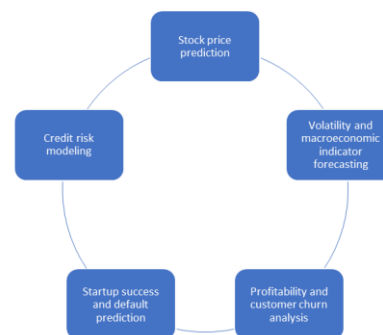 Stock price
prediction
Volatility and
macroeconomic
indicator
forecasting
Profitability and
customer churn
analysis
Startup success
and default
prediction
Credit risk
modeling